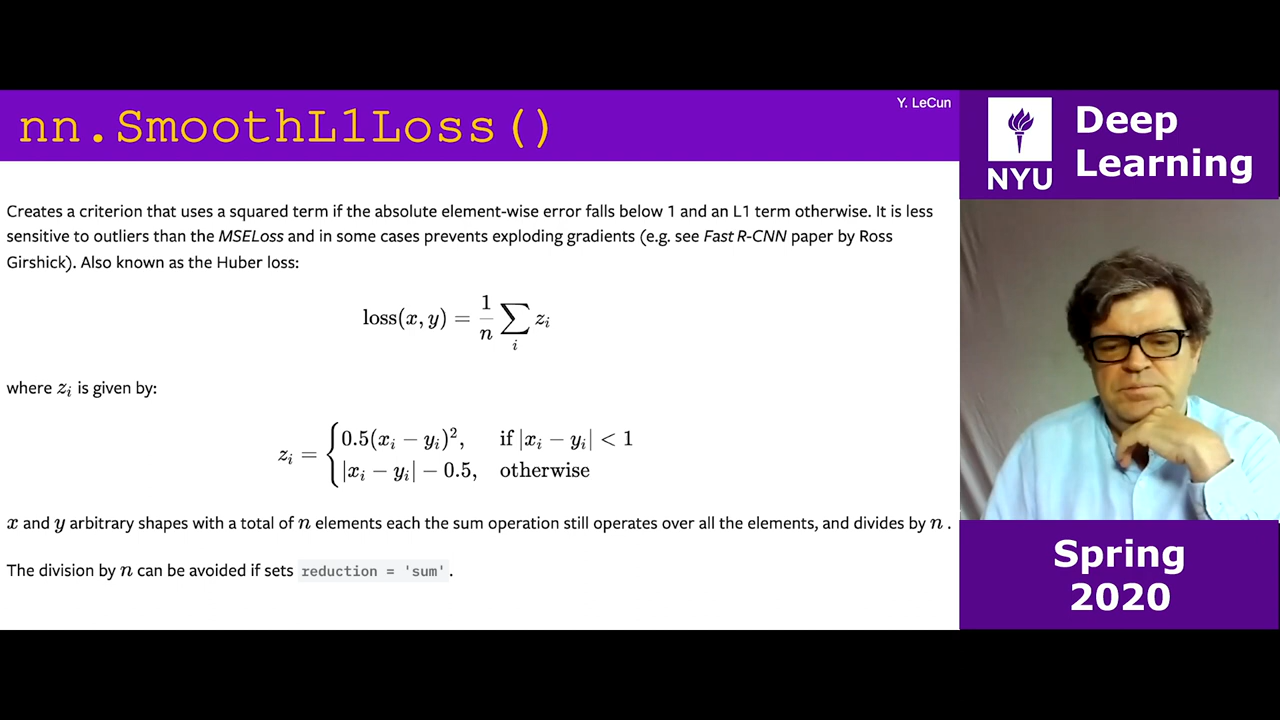 nn.SmoothL1Loss()
Y. LeCun
NYU
Deep
Learning
Creates a criterion that uses a squared term if the absolute element-wise error falls below 1 and an L1 term otherwise. It is less
sensitive to outliers than the MSELoss and in some cases prevents exploding gradients (e.g. see Fast R-CNN paper by Ross
Girshick). Also known as the Huber loss:
loss(x, y) = 1/n ∑_i z_i
where z_i is given by:
z_i = { 0.5(x_i − y_i)², if |x_i − y_i| < 1
|x_i − y_i| − 0.5, otherwise
x and y arbitrary shapes with a total of n elements each the sum operation still operates over all the elements, and divides by n .
The division by n can be avoided if sets reduction = 'sum' .
Spring
2020